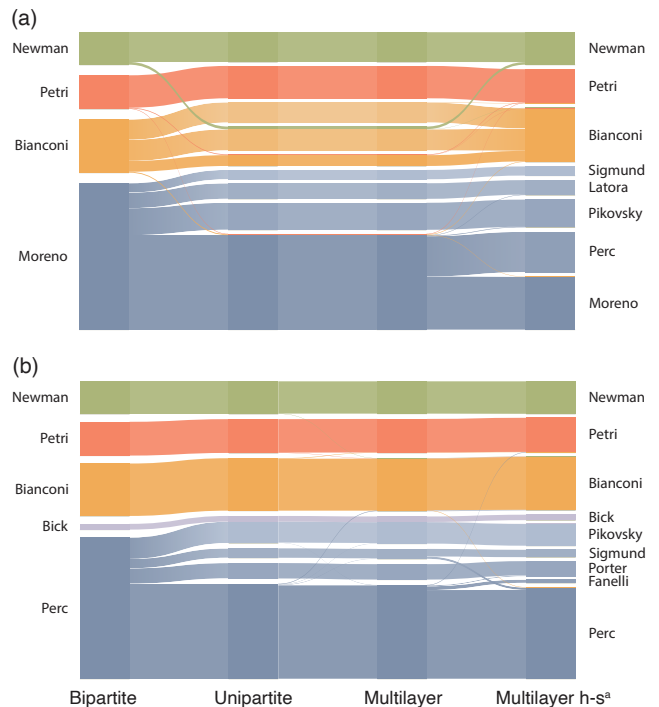 (a)
Newman
Petri
Bianconi
Moreno
Newman
Petri
Bianconi
Sigmund
Latora
Pikovsky
Perc
Moreno
(b)
Newman
Petri
Bianconi
Bick
Perc
Newman
Petri
Bianconi
Bick
Pikovsky
Sigmund
Porter
Fanelli
Perc
Bipartite Unipartite Multilayer Multilayer h-sᵃ